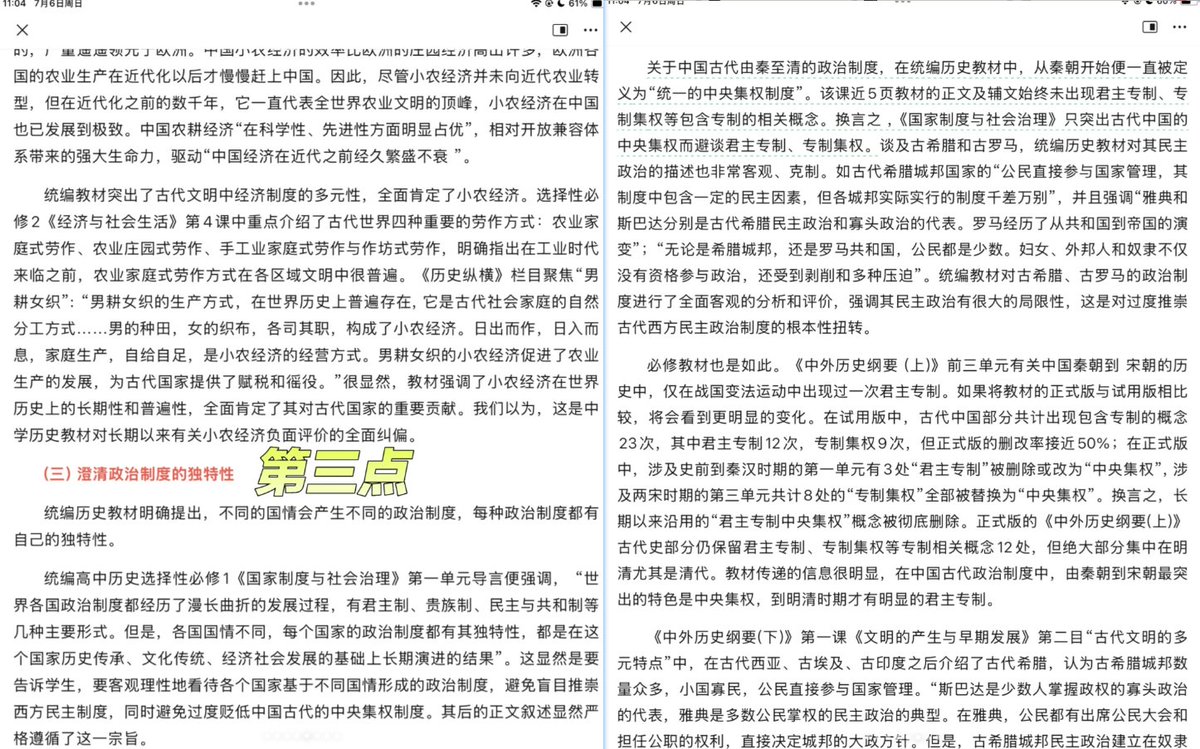 11:04 7月6日周日
61%
的，产量遥遥领先于欧洲。中国小农经济的效率比欧洲的庄园经济高出许多，欧洲各
国的农业生产在近代化以后才慢慢赶上中国。因此，尽管小农经济并未向近代农业转
型，但在近代化之前的数千年，它一直代表全世界农业文明的顶峰，小农经济在中国
也已发展到极致。中国农耕经济“在科学性、先进性方面明显占优”，相对开放兼容体
系带来的强大生命力，驱动“中国经济在近代之前经久繁盛不衰 ”。
统编教材突出了古代文明中经济制度的多元性，全面肯定了小农经济。选择性必
修2《经济与社会生活》第4课中重点介绍了古代世界四种重要的劳作方式：农业家
庭式劳作、农业庄园式劳作、手工业家庭式劳作与作坊式劳作，明确指出在工业时代
来临之前，农业家庭式劳作方式在各区域文明中很普遍。《历史纵横》栏目聚焦“男
耕女织”：“男耕女织的生产方式，在世界历史上普遍存在, 它是古代社会家庭的自然
分工方式……男的种田，女的织布，各司其职，构成了小农经济。日出而作，日入而
息，家庭生产，自给自足，是小农经济的经营方式。男耕女织的小农经济促进了农业
生产的发展，为古代国家提供了赋税和徭役。”很显然，教材强调了小农经济在世界
历史上的长期性和普遍性，全面肯定了其对古代国家的重要贡献。我们以为，这是中
学历史教材对长期以来有关小农经济负面评价的全面纠偏。
(三) 澄清政治制度的独特性
第三点
统编历史教材明确提出，不同的国情会产生不同的政治制度，每种政治制度都有
自己的独特性。
统编高中历史选择性必修1《国家制度与社会治理》第一单元导言便强调， “世
界各国政治制度都经历了漫长曲折的发展过程，有君主制、贵族制、民主与共和制等
几种主要形式。但是，各国国情不同，每个国家的政治制度都有其独特性，都是在这
个国家历史传承、文化传统、经济社会发展的基础上长期演进的结果”。这显然是要
告诉学生，要客观理性地看待各个国家基于不同国情形成的政治制度，避免盲目推崇
西方民主制度，同时避免过度贬低中国古代的中央集权制度。其后的正文叙述显然严
格遵循了这一宗旨。
11:04 7月6日周日
60%
关于中国古代由秦至清的政治制度，在统编历史教材中，从秦朝开始便一直被定
义为“统一的中央集权制度”。该课近5页教材的正文及辅文始终未出现君主专制、专
制集权等包含专制的相关概念。换言之，《国家制度与社会治理》只突出古代中国的
中央集权而避谈君主专制、专制集权。谈及古希腊和古罗马，统编历史教材对其民主
政治的描述也非常客观、克制。如古代希腊城邦国家的“公民直接参与国家管理，其
制度中包含一定的民主因素，但各城邦实际实行的制度千差万别”，并且强调“雅典和
斯巴达分别是古代希腊民主政治和寡头政治的代表。罗马经历了从共和国到帝国的演
变”；“无论是希腊城邦，还是罗马共和国，公民都是少数。妇女、外邦人和奴隶不仅
没有资格参与政治，还受到剥削和多种压迫”。统编教材对古希腊、古罗马的政治制
度进行了全面客观的分析和评价，强调其民主政治有很大的局限性，这是对过度推崇
古代西方民主政治制度的根本性扭转。
必修教材也是如此。《中外历史纲要 (上)》前三单元有关中国秦朝到 宋朝的历
史中，仅在战国变法运动中出现过一次君主专制。如果将教材的正式版与试用版相比
较，将会看到更明显的变化。在试用版中，古代中国部分共计出现包含专制的概念
23次，其中君主专制12次，专制集权9次，但正式版的删改率接近50%；在正式版
中，涉及史前到秦汉时期的第一单元有3处“君主专制”被删除或改为“中央集权”, 涉
及两宋时期的第三单元共计8处的“专制集权”全部被替换为“中央集权”。换言之，长
期以来沿用的“君主专制中央集权”概念被彻底删除。正式版的《中外历史纲要(上)》
古代史部分仍保留君主专制、专制集权等专制相关概念12处，但绝大部分集中在明
清尤其是清代。教材传递的信息很明显，在中国古代政治制度中，由秦朝到宋朝最突
出的特色是中央集权，到明清时期才有明显的君主专制。
《中外历史纲要(下)》第一课《文明的产生与早期发展》第二目“古代文明的多
元特点”中，在古代西亚、古埃及、古印度之后介绍了古代希腊，认为古希腊城邦数
量众多，小国寡民，公民直接参与国家管理。“斯巴达是少数人掌握政权的寡头政治
的代表，雅典是多数公民掌权的民主政治的典型。在雅典，公民都有出席公民大会和
担任公职的权利，直接决定城邦的大政方针。但是，古希腊城邦民主政治建立在奴隶